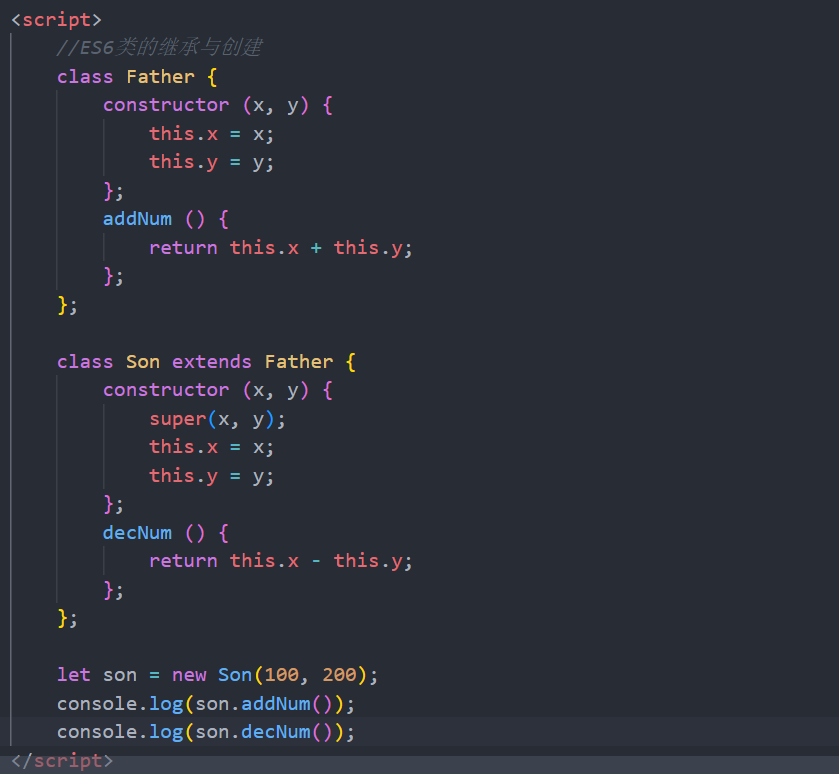 <script>
//ES6类的继承与创建
class Father {
constructor (x, y) {
this.x = x;
this.y = y;
};
addNum () {
return this.x + this.y;
};
};
class Son extends Father {
constructor (x, y) {
super(x, y);
this.x = x;
this.y = y;
};
decNum () {
return this.x - this.y;
};
};
let son = new Son(100, 200);
console.log(son.addNum());
console.log(son.decNum());
</script>